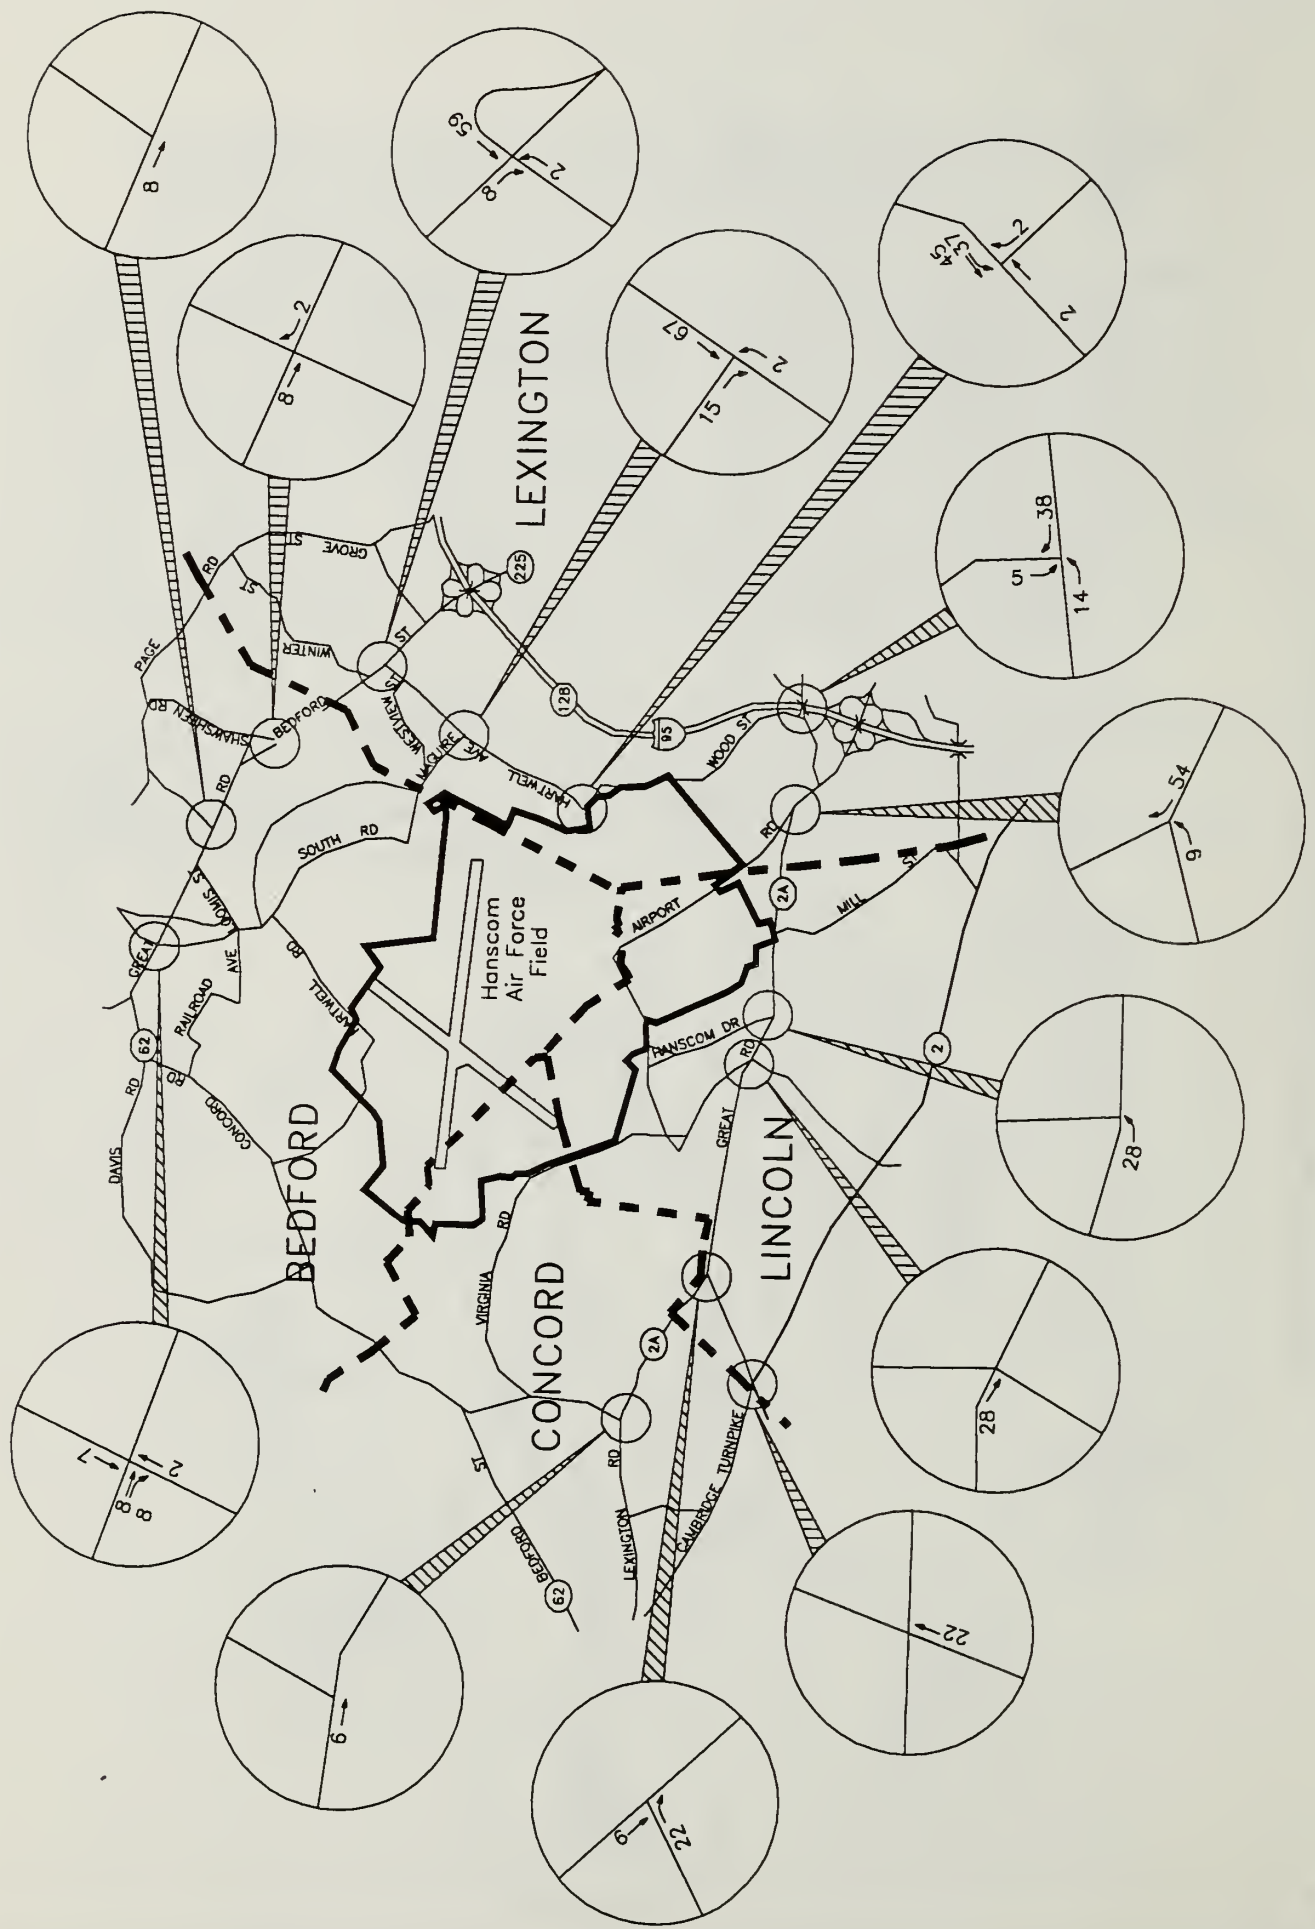 8
59
8
2
8
2
LEXINGTON
67
15
2
45
37
2
2
38
5
14
54
9
28
28
22
6
22
6
7
8
8
2
PAGE
RD
ST
GROVE
ST
WINTER
ST
SHAWSHEEN
RD
BEDFORD
ST
WESTVIEW
MAGUIRE
HARTWELL
AVE
225
128
95
WOOD ST
GREAT
RD
LOOMIS ST
SOUTH RD
RAILROAD
AVE
62
DAVIS
RD
CONCORD
RD
HARTWELL
RD
BEDFORD
Hanscom
Air Force
Field
AIRPORT
RD
2A
MILL
ST
HANSCOM DR
GREAT
RD
2
LINCOLN
VIRGINIA
RD
CONCORD
2A
BEDFORD
ST
62
LEXINGTON
RD
CAMBRIDGE TURNPIKE